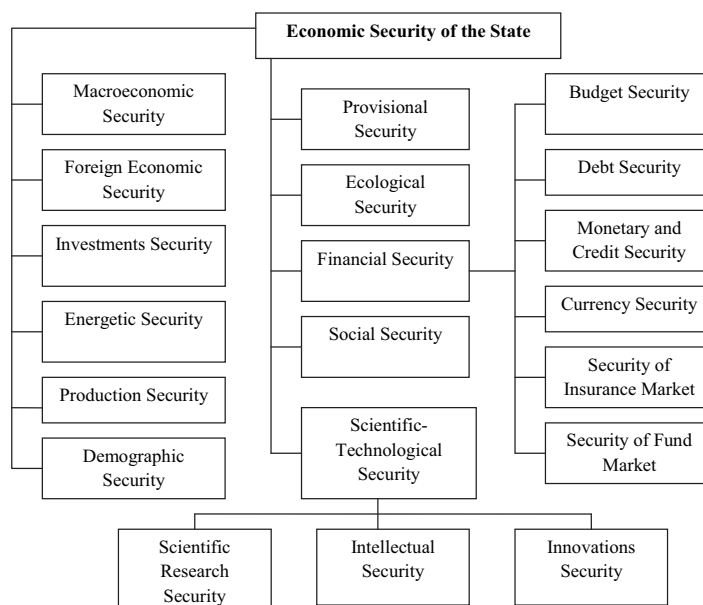 Economic Security of the State
Macroeconomic
Security
Foreign Economic
Security
Investments Security
Energetic Security
Production Security
Demographic
Security
Provisional
Security
Ecological
Security
Financial Security
Social Security
Scientific-
Technological
Security
Budget Security
Debt Security
Monetary and
Credit Security
Currency Security
Security of
Insurance Market
Security of Fund
Market
Scientific
Research
Security
Intellectual
Security
Innovations
Security